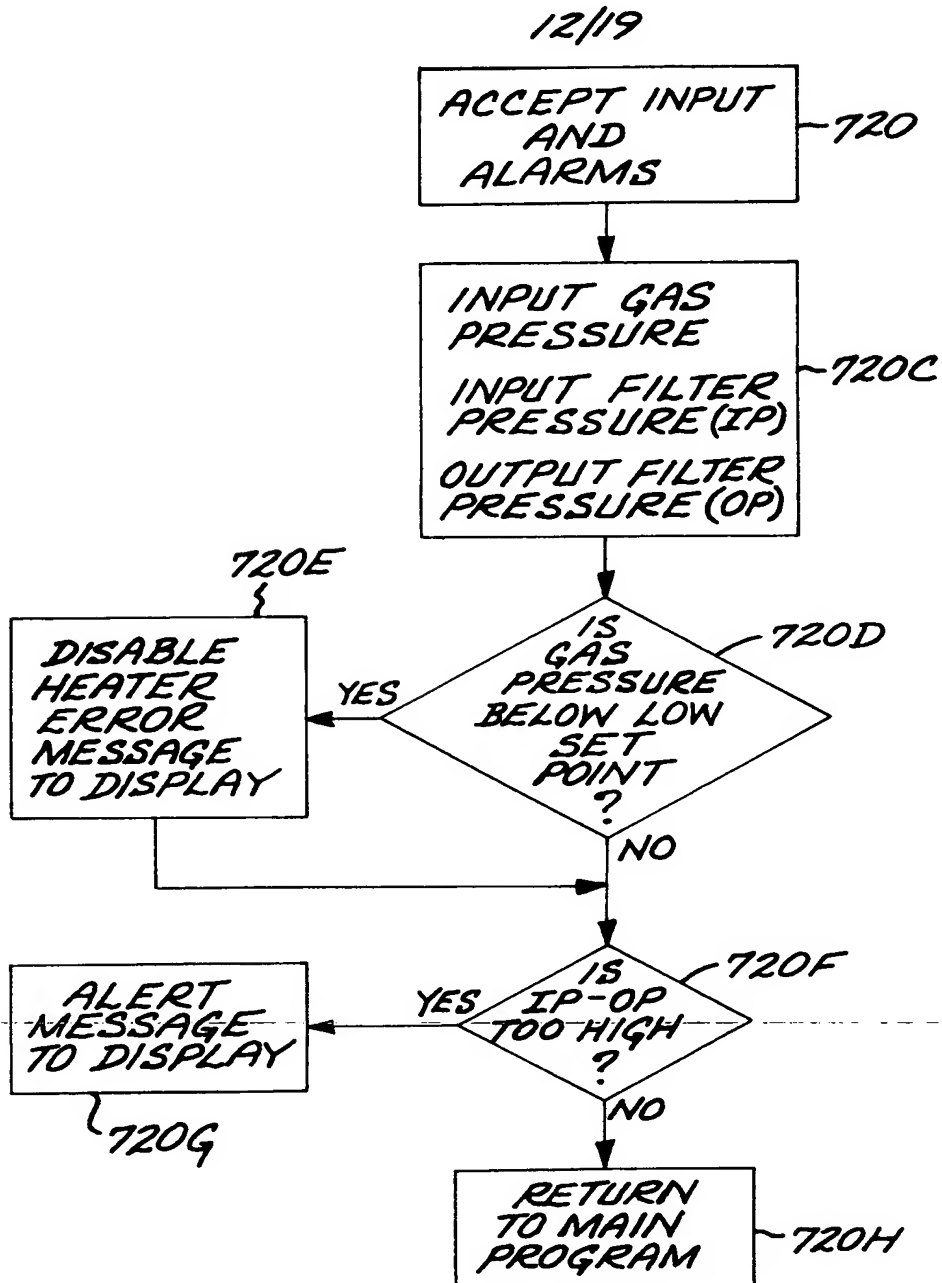 12/19
ACCEPT INPUT
AND
ALARMS
720
INPUT GAS
PRESSURE
INPUT FILTER
PRESSURE (IP)
OUTPUT FILTER
PRESSURE (OP)
720C
720E
DISABLE
HEATER
ERROR
MESSAGE
TO DISPLAY
YES
IS
GAS
PRESSURE
BELOW LOW
SET
POINT
?
720D
NO
ALERT
MESSAGE
TO DISPLAY
720G
YES
IS
IP-OP
TOO HIGH
?
720F
NO
RETURN
TO MAIN
PROGRAM
720H